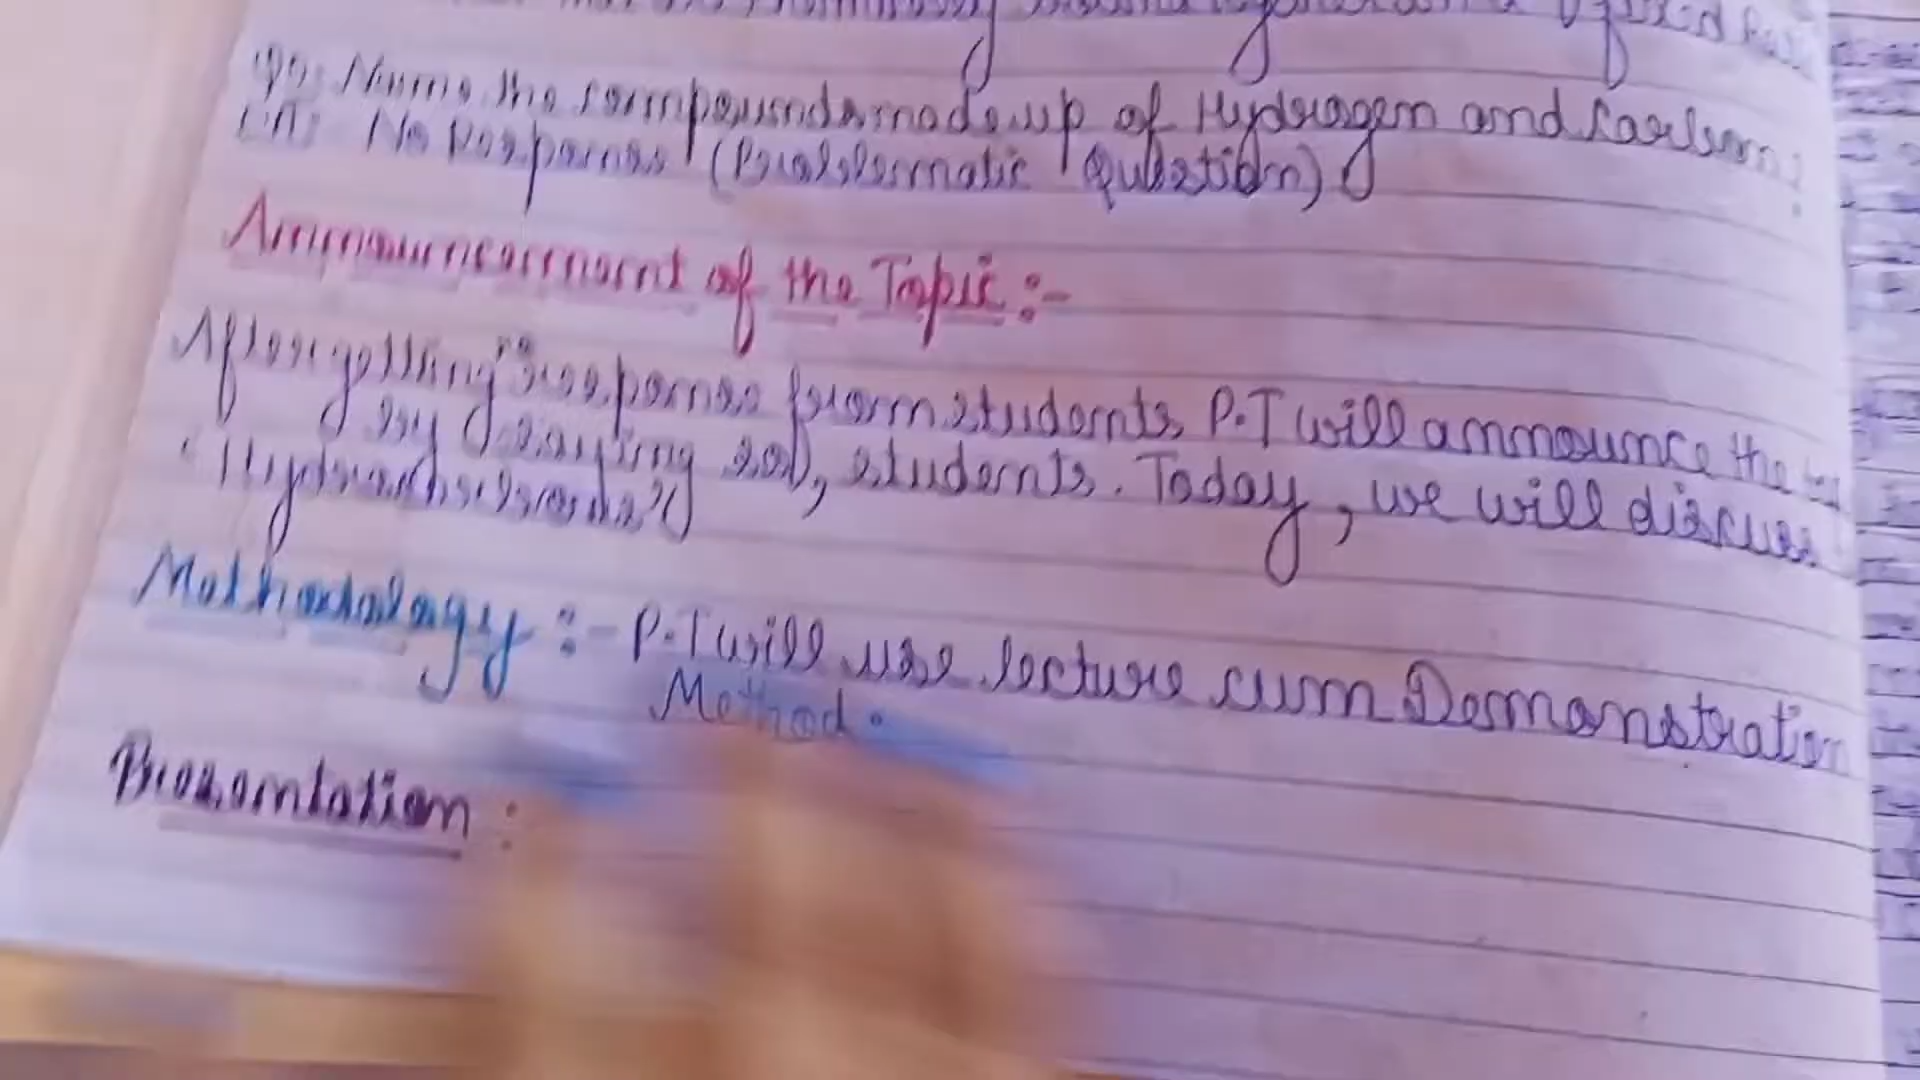 Name the compounds made up of Hydrogen and Carbon?
No Response (Problematic Question)
Announcement of the Topic :-
After getting no response from students P.T will announce the
by saying so, students. Today, we will discuss
Methodology :- P.T will use lecture cum Demonstration
Method.
Presentation :